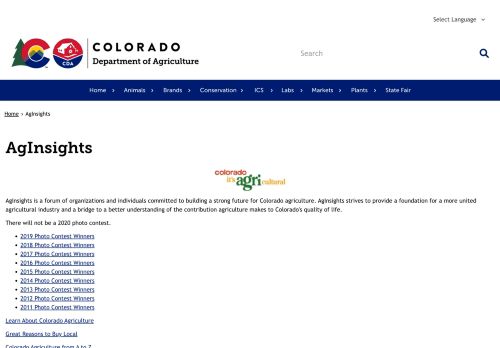 Select Language
C CDA COLORADO
Department of Agriculture
Search
Home › Animals › Brands › Conservation › ICS › Labs › Markets › Plants › State Fair
Home › AgInsights
AgInsights
colorado
it's agricultural
AgInsights is a forum of organizations and individuals committed to building a strong future for Colorado agriculture. AgInsights strives to provide a foundation for a more united
agricultural industry and a bridge to a better understanding of the contribution agriculture makes to Colorado's quality of life.
There will not be a 2020 photo contest.
2019 Photo Contest Winners
2018 Photo Contest Winners
2017 Photo Contest Winners
2016 Photo Contest Winners
2015 Photo Contest Winners
2014 Photo Contest Winners
2013 Photo Contest Winners
2012 Photo Contest Winners
2011 Photo Contest Winners
Learn About Colorado Agriculture
Great Reasons to Buy Local
Colorado Agriculture from A to Z